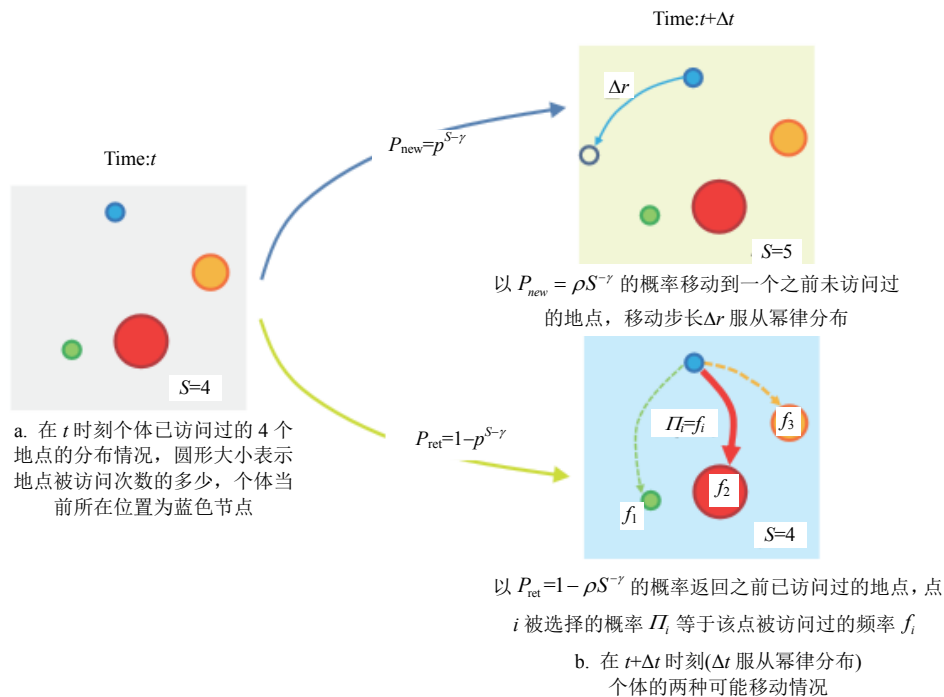 Time:t
S=4
a. 在 t 时刻个体已访问过的 4 个
地点的分布情况，圆形大小表示
地点被访问次数的多少，个体当
前所在位置为蓝色节点
P_new=p^{S−γ}
P_ret=1−p^{S−γ}
Time:t+Δt
Δr
S=5
以 P_new = ρS^{−γ} 的概率移动到一个之前未访问过
的地点，移动步长Δr 服从幂律分布
Π_i=f_i
f_3
f_2
f_1
S=4
以 P_ret=1−ρS^{−γ} 的概率返回之前已访问过的地点，点
i 被选择的概率 Π_i 等于该点被访问过的频率 f_i
b. 在 t+Δt 时刻(Δt 服从幂律分布)
个体的两种可能移动情况